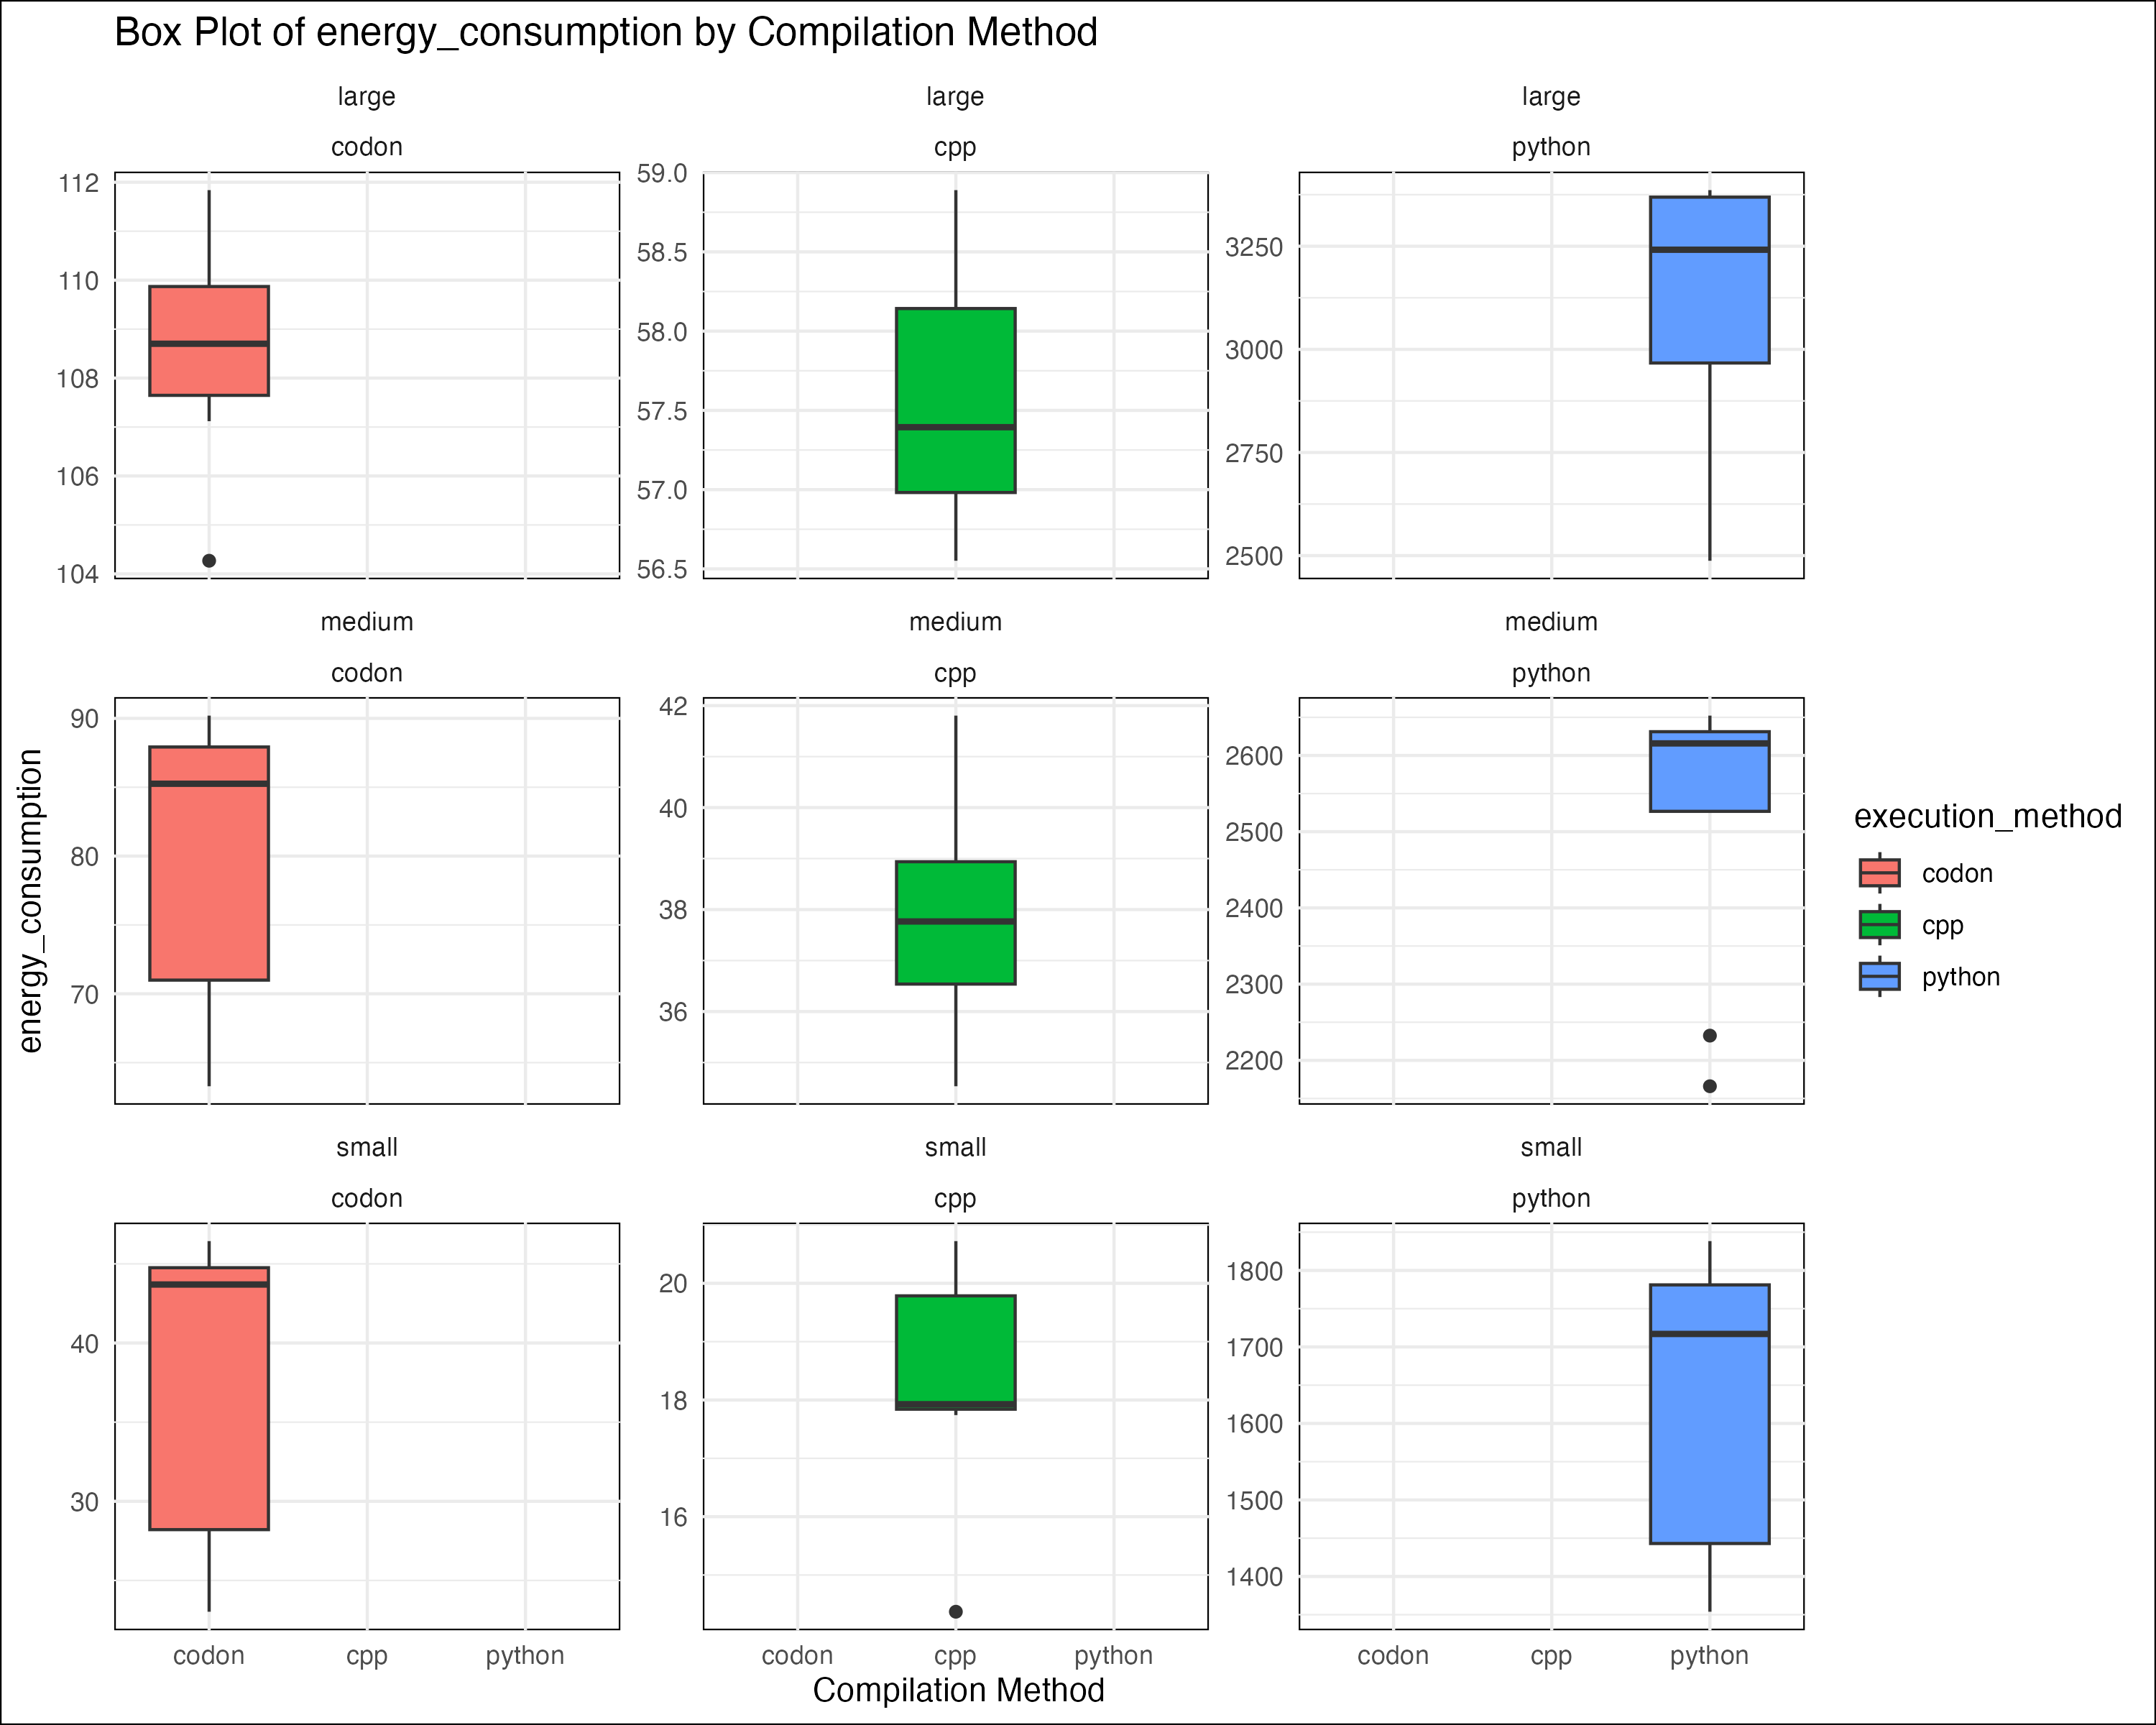 Box Plot of energy_consumption by Compilation Method
large
large
large
codon
cpp
python
112
110
108
106
104
59.0
58.5
58.0
57.5
57.0
56.5
3250
3000
2750
2500
medium
medium
medium
codon
cpp
python
90
80
70
42
40
38
36
2600
2500
2400
2300
2200
small
small
small
codon
cpp
python
40
30
20
18
16
1800
1700
1600
1500
1400
codon cpp python
codon cpp python
codon cpp python
Compilation Method
energy_consumption
execution_method
codon
cpp
python